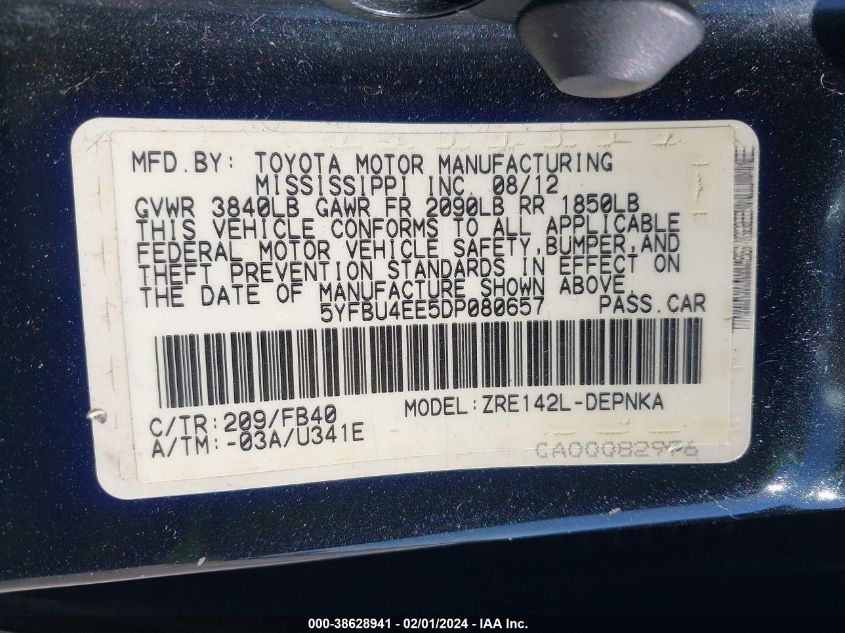 MFD.BY: TOYOTA MOTOR MANUFACTURING
MISSISSIPPI INC. 08/12
GVWR 3840LB GAWR FR 2090LB RR 1850LB
THIS VEHICLE CONFORMS TO ALL APPLICABLE
FEDERAL MOTOR VEHICLE SAFETY,BUMPER,AND
THEFT PREVENTION STANDARDS IN EFFECT ON
THE DATE OF MANUFACTURE SHOWN ABOVE.
5YFBU4EE5DP080657 PASS.CAR
C/TR:209/FB40 MODEL:ZRE142L-DEPNKA
A/TM:-03A/U341E
CA00082976
000-38628941 - 02/01/2024 - IAA Inc.